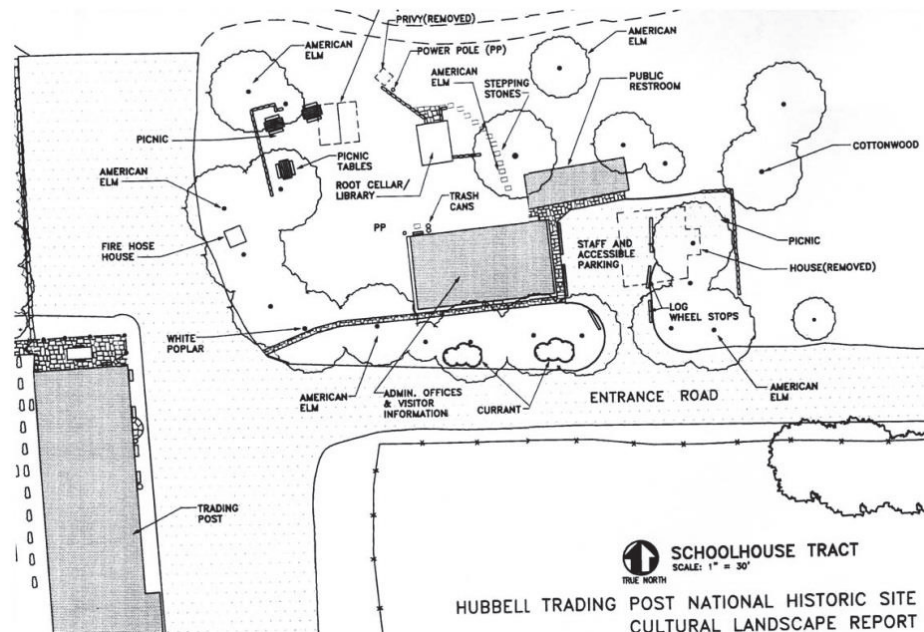 PRIVY(REMOVED)
AMERICAN
ELM
POWER POLE (PP)
AMERICAN
ELM
AMERICAN
ELM
STEPPING
STONES
PUBLIC
RESTROOM
PICNIC
PICNIC
TABLES
COTTONWOOD
AMERICAN
ELM
ROOT CELLAR/
LIBRARY
TRASH
CANS
PP
FIRE HOSE
HOUSE
STAFF AND
ACCESSIBLE
PARKING
PICNIC
HOUSE(REMOVED)
LOG
WHEEL STOPS
WHITE
POPLAR
AMERICAN
ELM
ADMIN. OFFICES
& VISITOR
INFORMATION
CURRANT
ENTRANCE ROAD
AMERICAN
ELM
TRADING
POST
TRUE NORTH
SCHOOLHOUSE TRACT
SCALE: 1" = 30'
HUBBELL TRADING POST NATIONAL HISTORIC SITE
CULTURAL LANDSCAPE REPORT